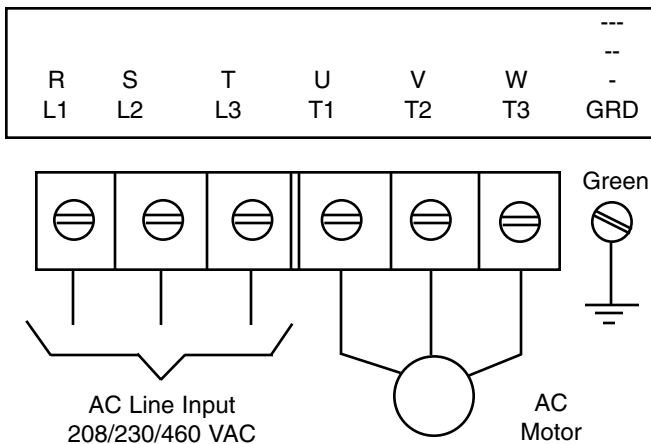 ---
--
R S T U V W -
L1 L2 L3 T1 T2 T3 GRD
Green
AC Line Input
208/230/460 VAC
AC
Motor